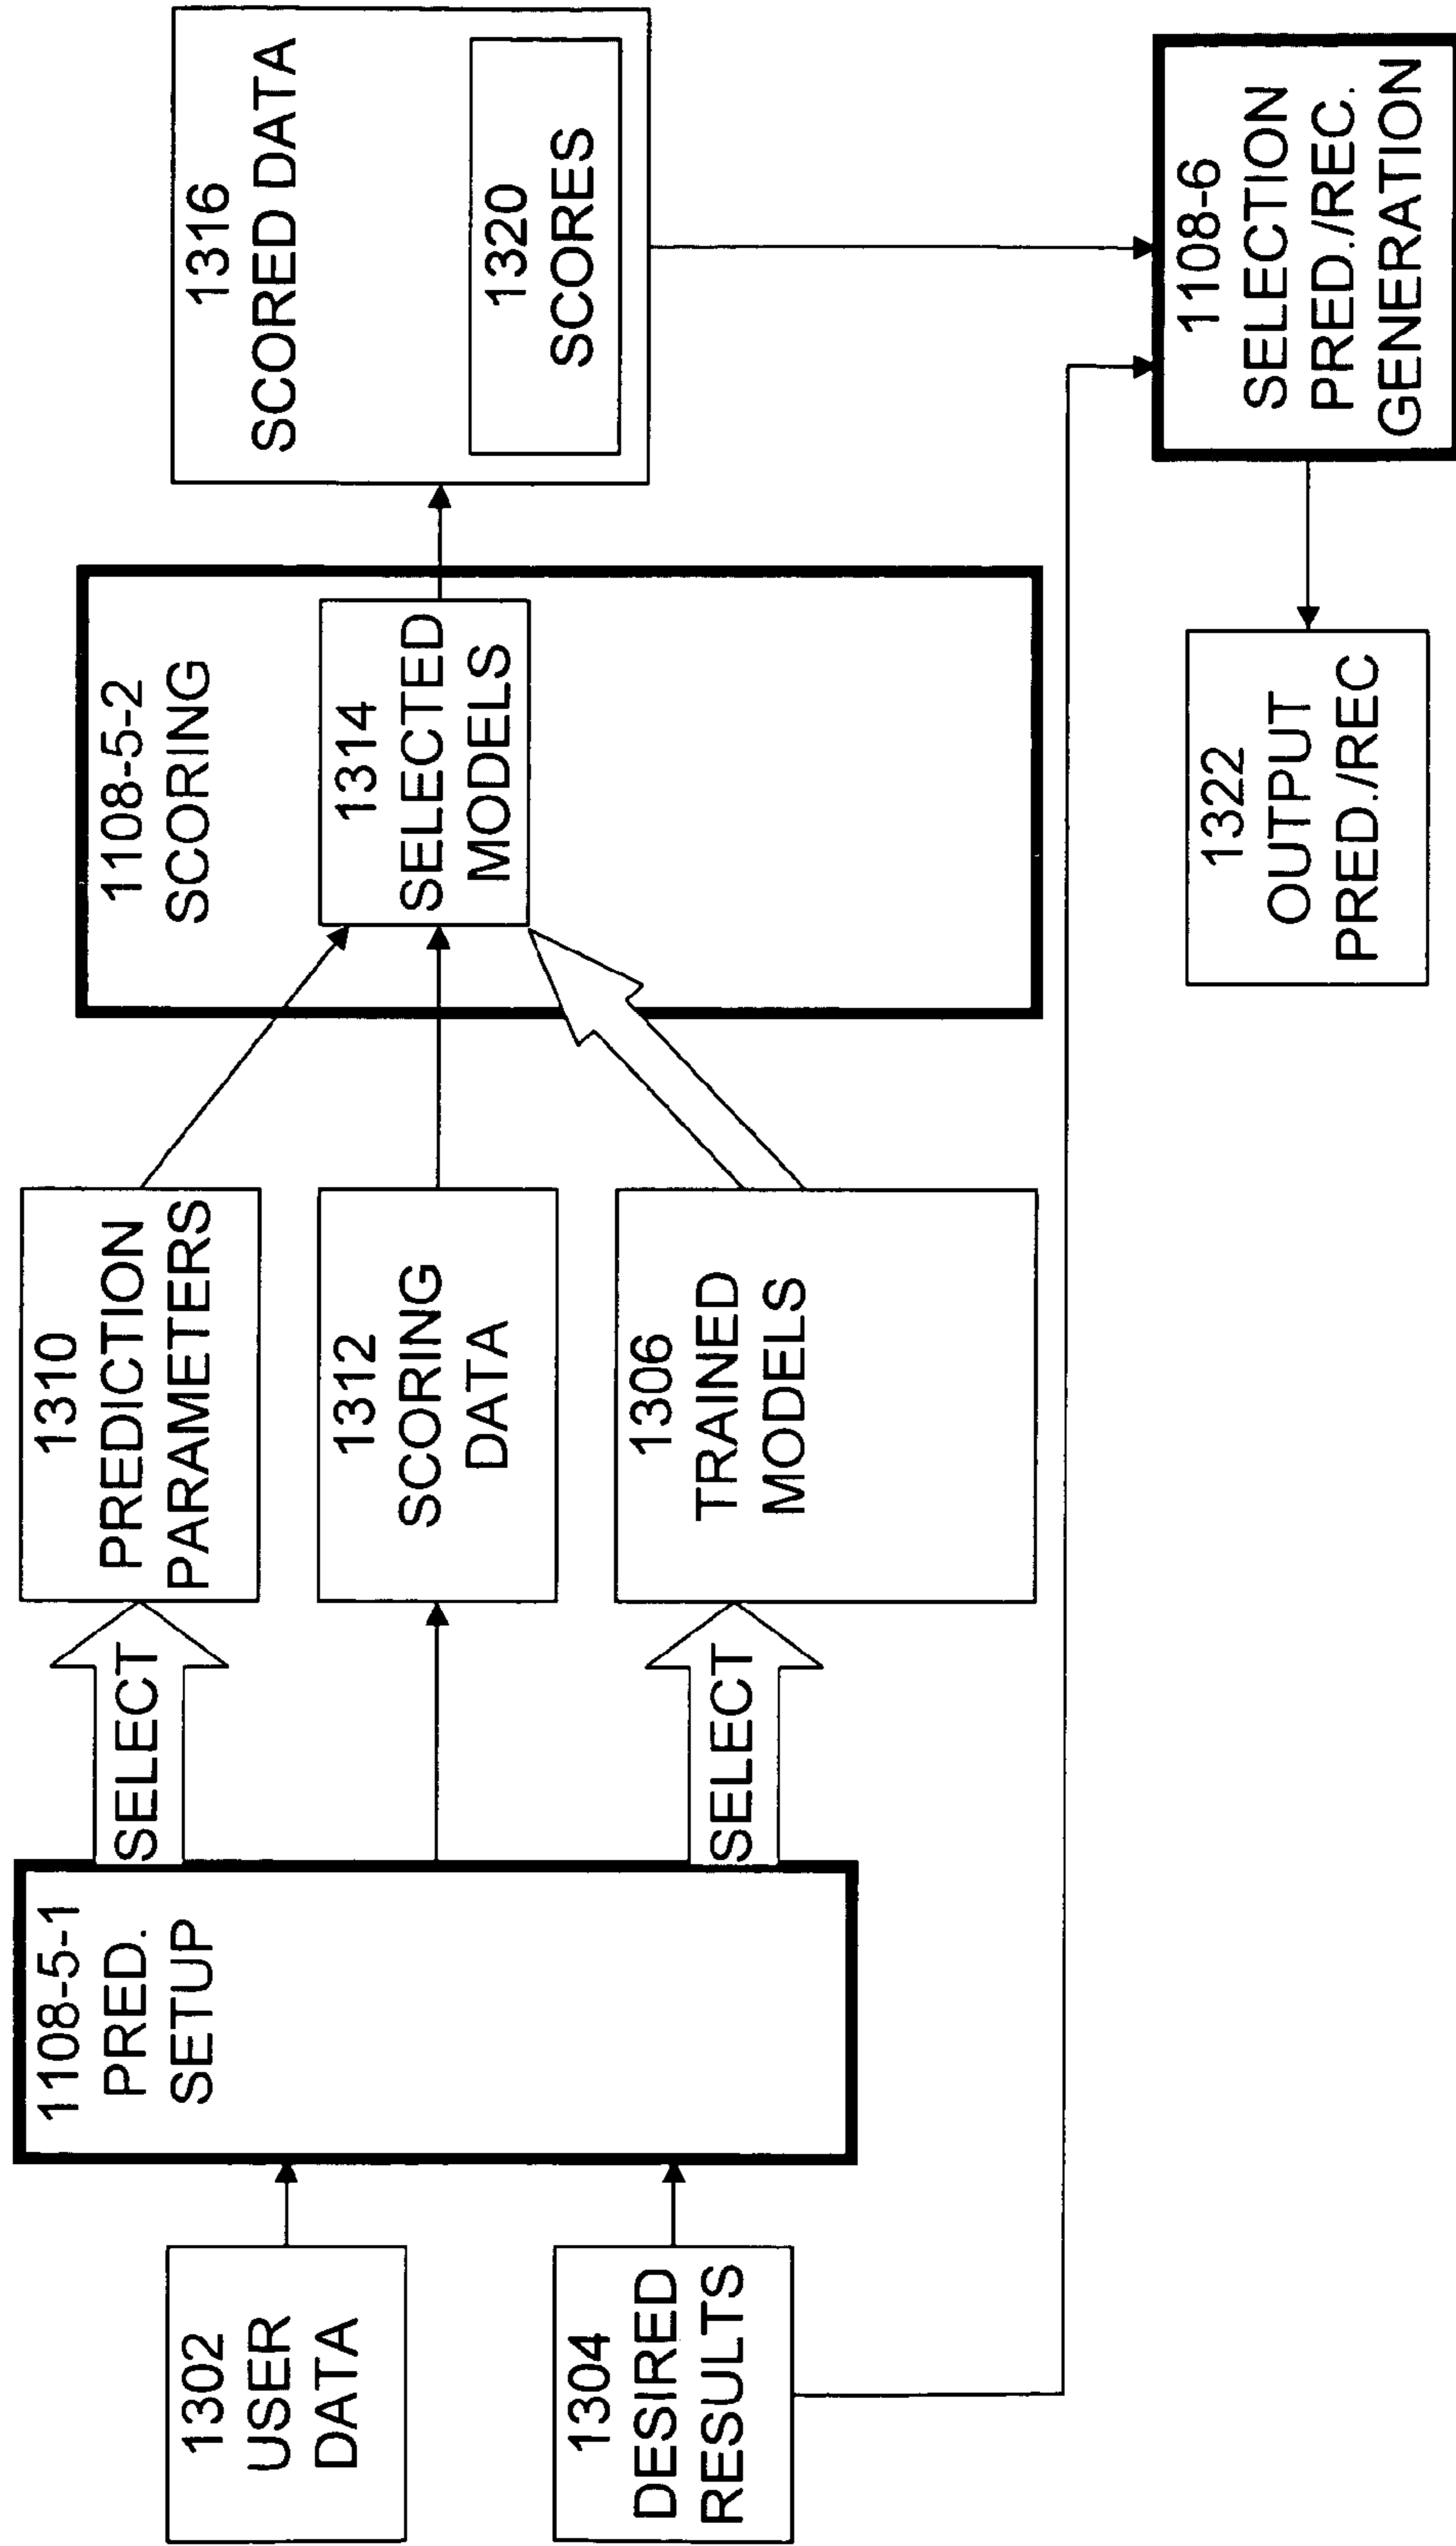 1302
USER
DATA
1304
DESIRED
RESULTS
1108-5-1
PRED.
SETUP
SELECT
SELECT
1310
PREDICTION
PARAMETERS
1312
SCORING
DATA
1306
TRAINED
MODELS
1108-5-2
SCORING
1314
SELECTED
MODELS
1316
SCORED DATA
1320
SCORES
1108-6
SELECTION
PRED./REC.
GENERATION
1322
OUTPUT
PRED./REC